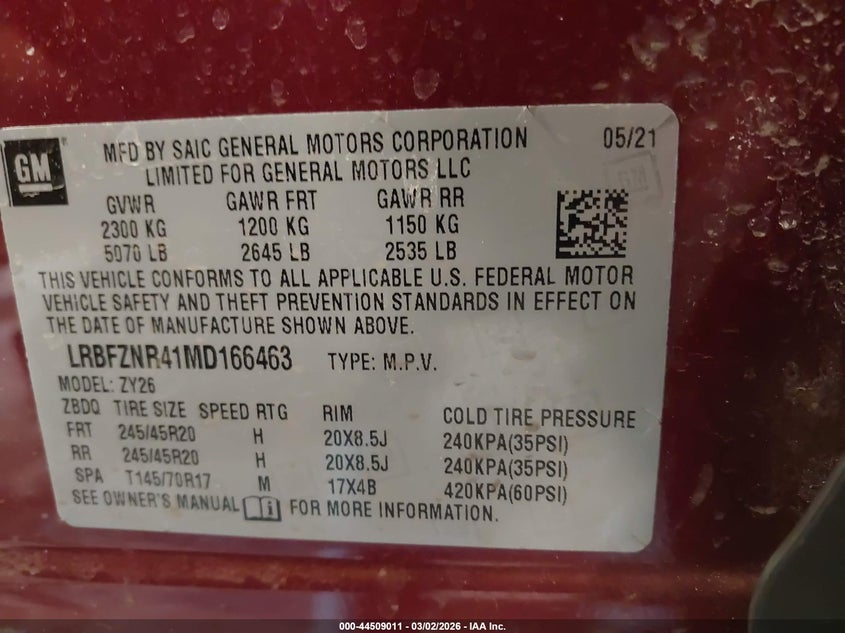 GM
MFD BY SAIC GENERAL MOTORS CORPORATION 05/21
LIMITED FOR GENERAL MOTORS LLC
GVWR GAWR FRT GAWR RR
2300 KG 1200 KG 1150 KG
5070 LB 2645 LB 2535 LB
THIS VEHICLE CONFORMS TO ALL APPLICABLE U.S. FEDERAL MOTOR
VEHICLE SAFETY AND THEFT PREVENTION STANDARDS IN EFFECT ON
THE DATE OF MANUFACTURE SHOWN ABOVE.
LRBFZNR41MD166463 TYPE: M.P.V.
MODEL: ZY26
ZBDQ TIRE SIZE SPEED RTG RIM COLD TIRE PRESSURE
FRT 245/45R20 H 20X8.5J 240KPA(35PSI)
RR 245/45R20 H 20X8.5J 240KPA(35PSI)
SPA T145/70R17 M 17X4B 420KPA(60PSI)
SEE OWNER'S MANUAL FOR MORE INFORMATION.
000-44509011 - 03/02/2026 - IAA Inc.